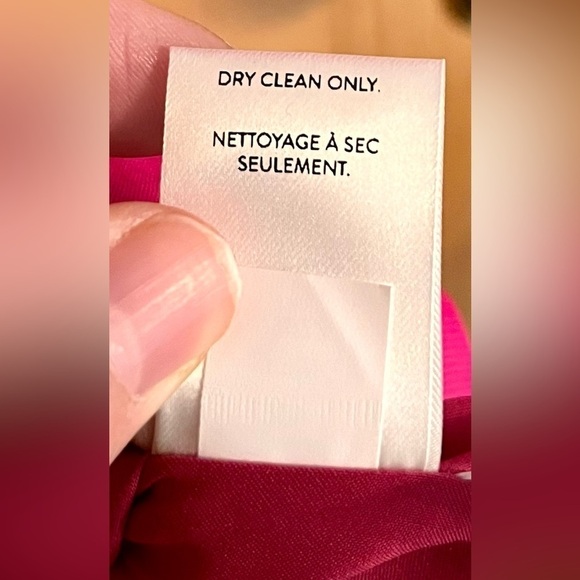 DRY CLEAN ONLY.
NETTOYAGE À SEC
SEULEMENT.